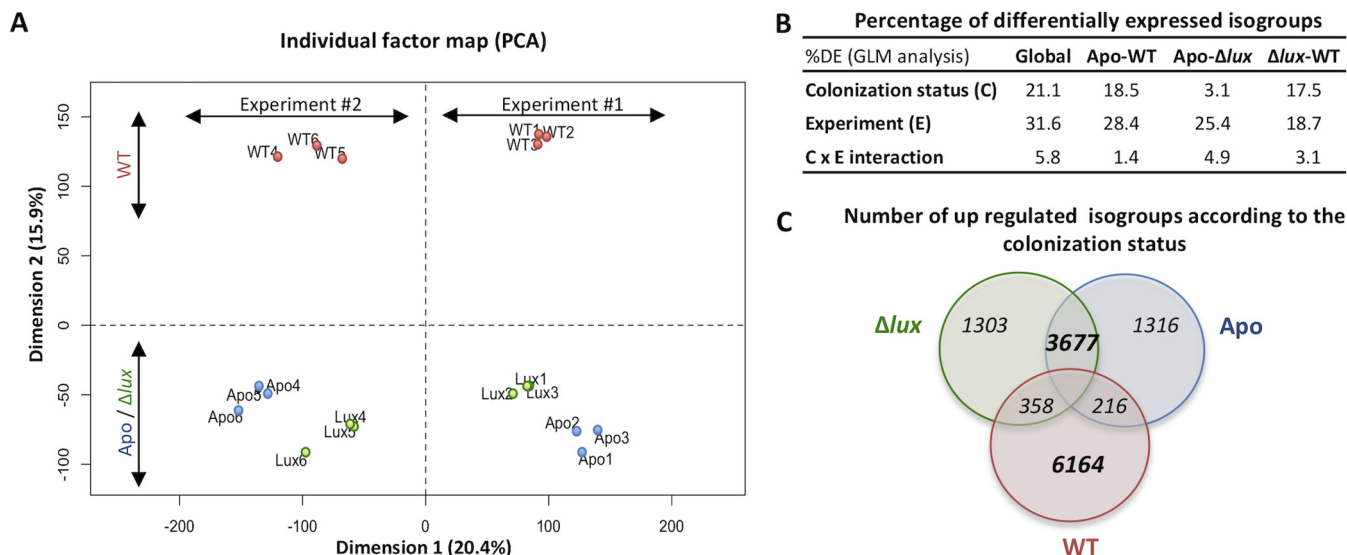 A
Individual factor map (PCA)
Experiment #2
Experiment #1
WT
Apo / Δlux
Dimension 2 (15.9%)
150
100
50
0
-50
-100
WT4
WT6
WT5
WT1
WT2
WT3
Apo4
Apo5
Apo6
Lux4
Lux5
Lux6
Lux1
Lux2
Lux3
Apo2
Apo3
Apo1
-200
-100
0
100
200
Dimension 1 (20.4%)
B
Percentage of differentially expressed isogroups
%DE (GLM analysis) Global Apo-WT Apo-Δlux Δlux-WT
Colonization status (C) 21.1 18.5 3.1 17.5
Experiment (E) 31.6 28.4 25.4 18.7
C x E interaction 5.8 1.4 4.9 3.1
C
Number of up regulated isogroups according to the
colonization status
Δlux
1303
3677
1316
Apo
358
216
6164
WT